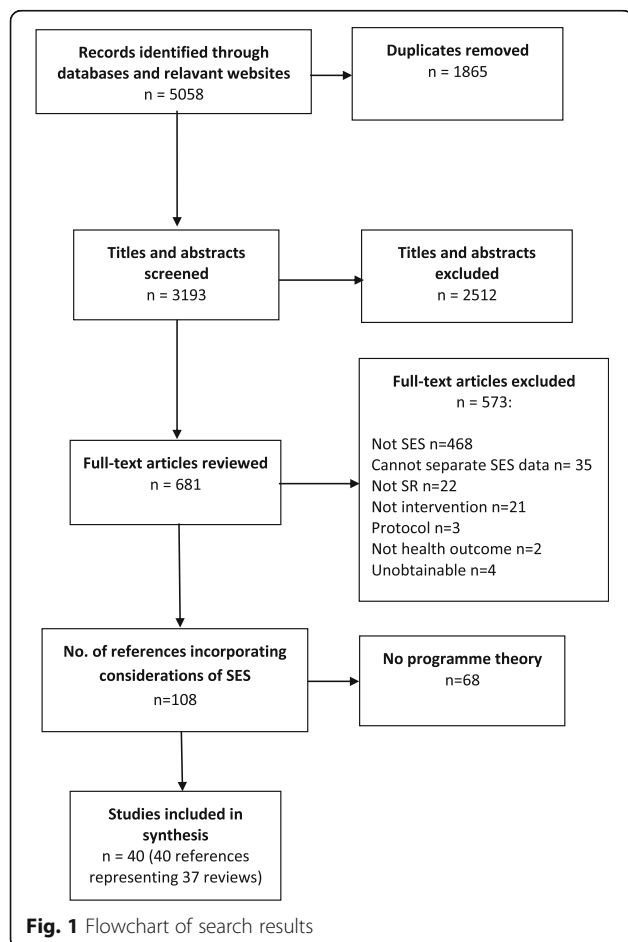 Records identified through
databases and relavant websites
n = 5058
Duplicates removed
n = 1865
Titles and abstracts
screened
n = 3193
Titles and abstracts
excluded
n = 2512
Full-text articles reviewed
n = 681
Full-text articles excluded
n = 573:
Not SES n=468
Cannot separate SES data n= 35
Not SR n=22
Not intervention n=21
Protocol n=3
Not health outcome n=2
Unobtainable n=4
No. of references incorporating
considerations of SES
n=108
No programme theory
n=68
Studies included in
synthesis
n = 40 (40 references
representing 37 reviews)
Fig. 1 Flowchart of search results